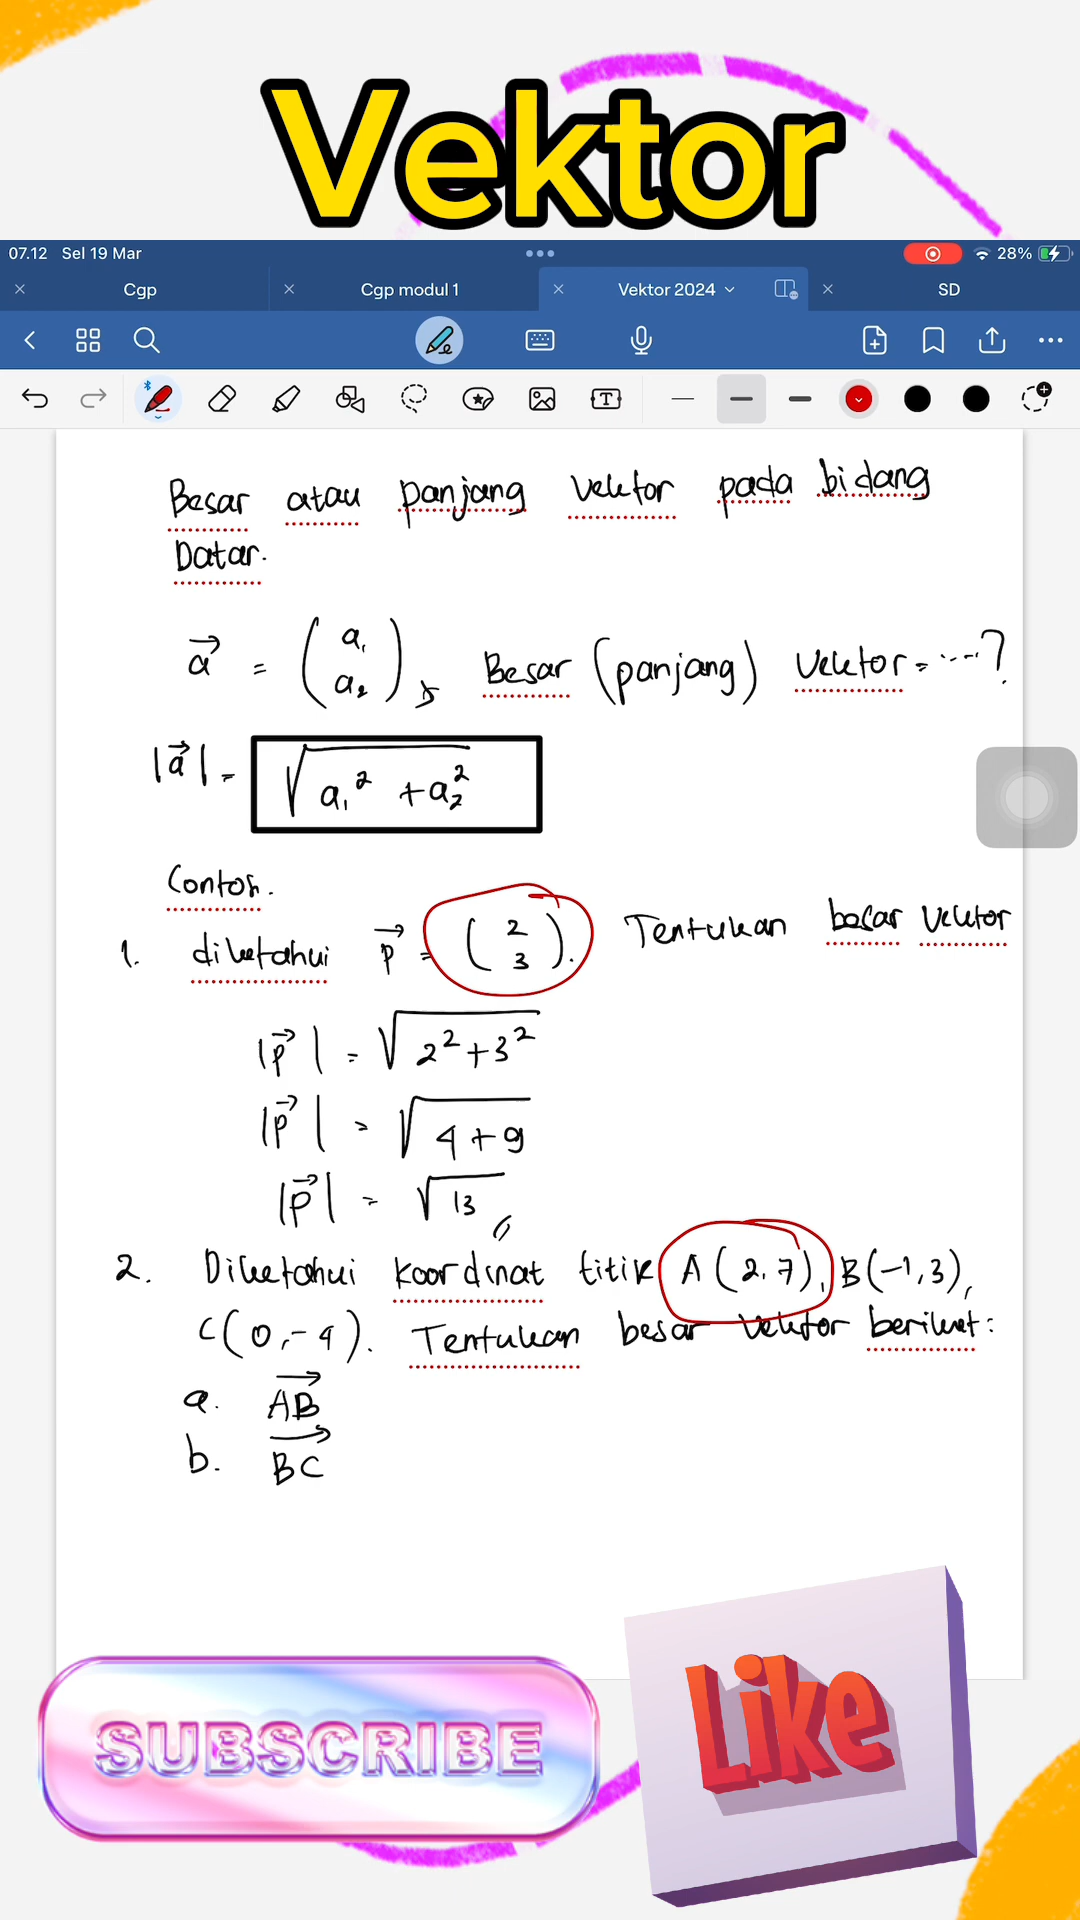 Vektor
07.12 Sel 19 Mar
28%
Cgp
Cgp modul 1
Vektor 2024
SD
Besar atau panjang vektor pada bidang
Datar.
a⃗ = (a₁ a₂), Besar (panjang) vektor = ....?
|a⃗| = √(a₁² + a₂²)
Contoh.
1. diketahui p⃗ = (2 3). Tentukan besar vektor
|p⃗| = √(2² + 3²)
|p⃗| = √(4 + 9)
|p⃗| = √13
2. Diketahui koordinat titik A(2,7), B(-1,3),
C(0,-4). Tentukan besar vektor berikut:
a. AB⃗
b. BC⃗
SUBSCRIBE
Like